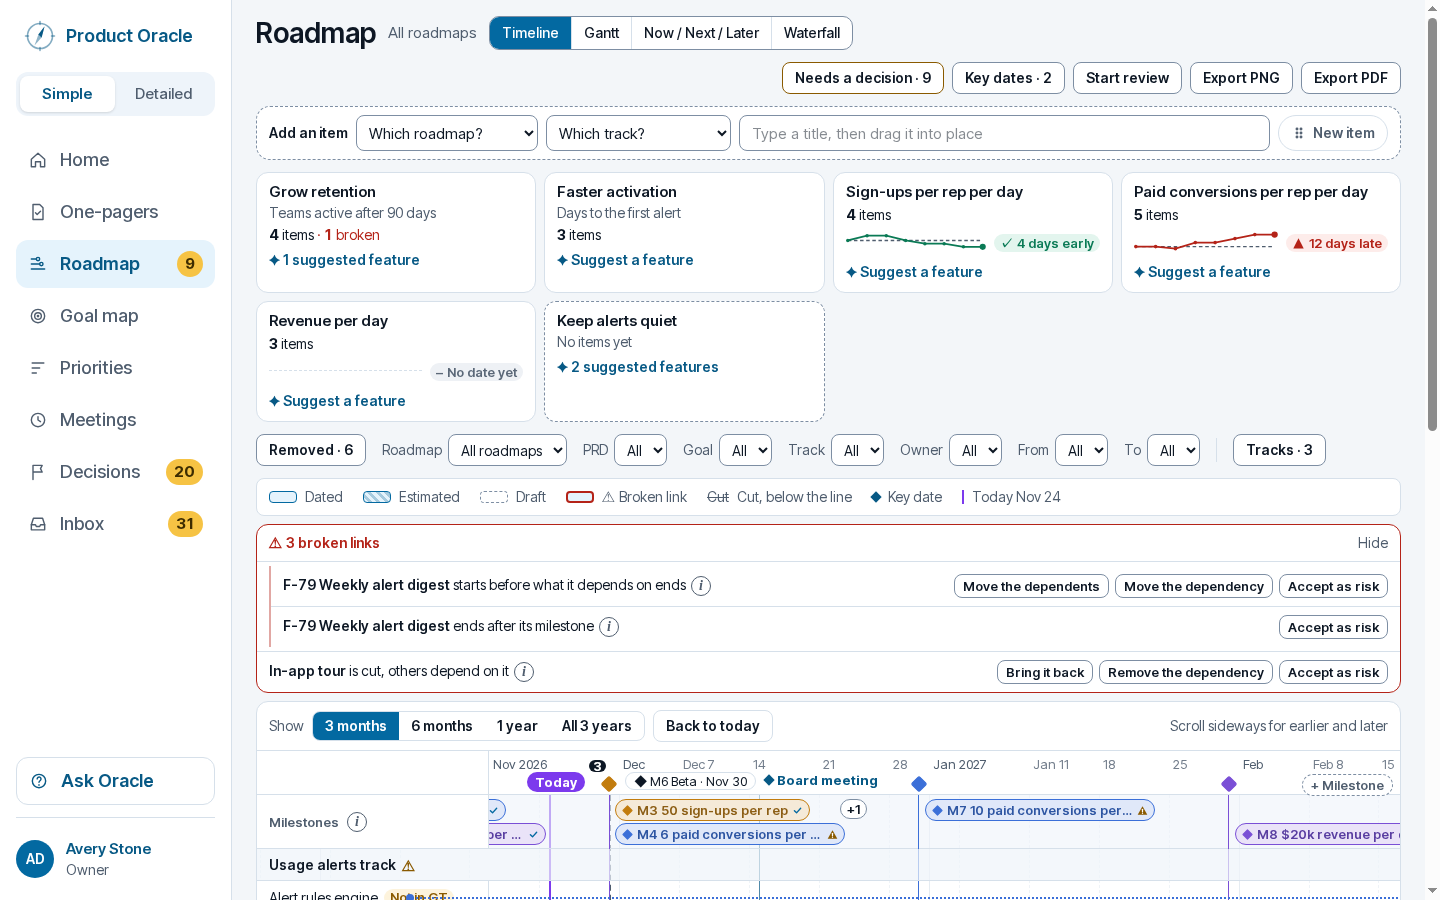 Product Oracle
Simple
Detailed
Home
One-pagers
Roadmap
9
Goal map
Priorities
Meetings
Decisions
20
Inbox
31
Ask Oracle
AD
Avery Stone
Owner
Roadmap
All roadmaps
Timeline
Gantt
Now / Next / Later
Waterfall
Needs a decision · 9
Key dates · 2
Start review
Export PNG
Export PDF
Add an item
Which roadmap?
Which track?
Type a title, then drag it into place
New item
Grow retention
Teams active after 90 days
4 items · 1 broken
✦ 1 suggested feature
Faster activation
Days to the first alert
3 items
✦ Suggest a feature
Sign-ups per rep per day
4 items
✓ 4 days early
✦ Suggest a feature
Paid conversions per rep per day
5 items
▲ 12 days late
✦ Suggest a feature
Revenue per day
3 items
– No date yet
✦ Suggest a feature
Keep alerts quiet
No items yet
✦ 2 suggested features
Removed · 6
Roadmap
All roadmaps
PRD
All
Goal
All
Track
All
Owner
All
From
All
To
All
Tracks · 3
Dated
Estimated
Draft
⚠ Broken link
Cut
Cut, below the line
Key date
Today Nov 24
⚠ 3 broken links
Hide
F-79 Weekly alert digest starts before what it depends on ends i
Move the dependents
Move the dependency
Accept as risk
F-79 Weekly alert digest ends after its milestone i
Accept as risk
In-app tour is cut, others depend on it i
Bring it back
Remove the dependency
Accept as risk
Show
3 months
6 months
1 year
All 3 years
Back to today
Scroll sideways for earlier and later
Nov 2026
3
Dec
Dec 7
14
21
28
Jan 2027
Jan 11
18
25
Feb
Feb 8
15
Today
M6 Beta · Nov 30
Board meeting
+ Milestone
Milestones i
✓
M3 50 sign-ups per rep ✓
+1
M7 10 paid conversions per… ⚠
per … ✓
M4 6 paid conversions per … ⚠
M8 $20k revenue per
Usage alerts track ⚠
Alert rules engine